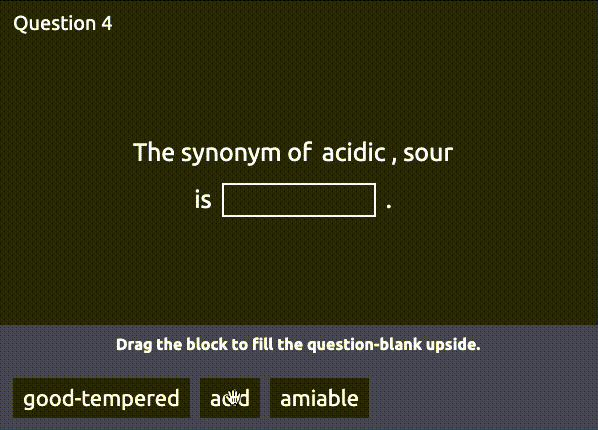 Question 4
The synonym of acidic , sour
is .
Drag the block to fill the question-blank upside.
good-tempered acid amiable